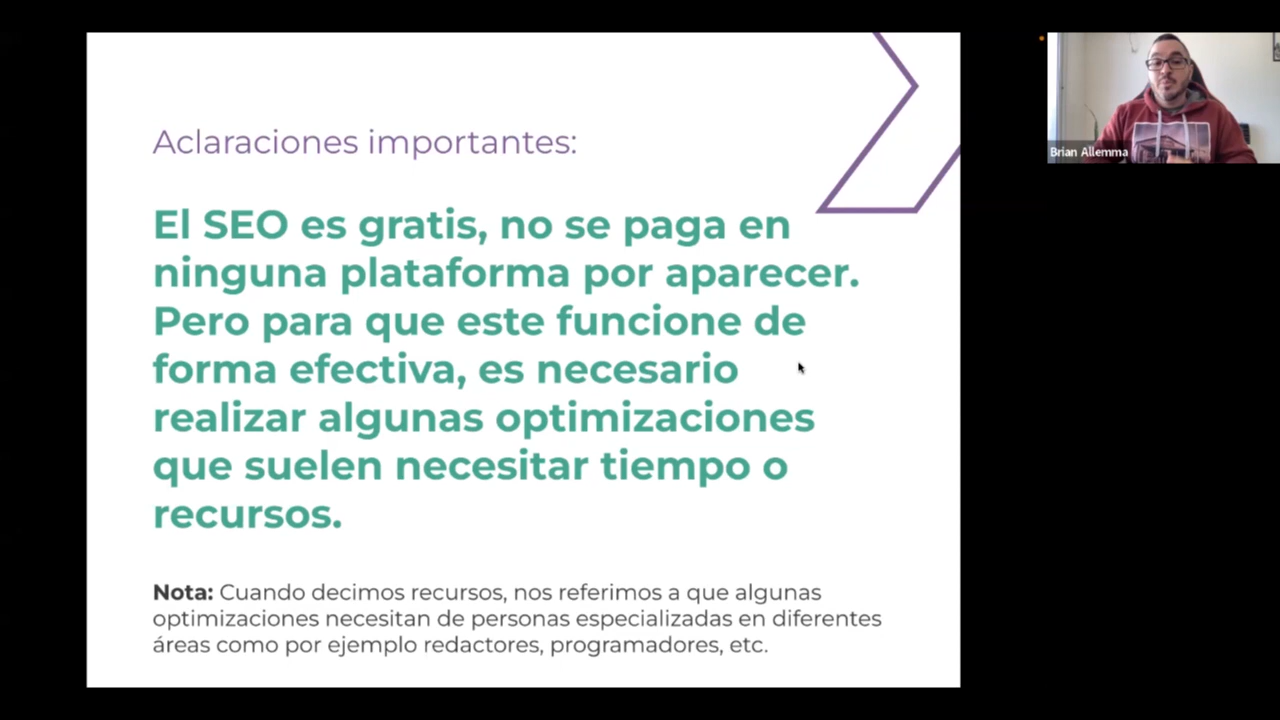 Aclaraciones importantes:
El SEO es gratis, no se paga en
ninguna plataforma por aparecer.
Pero para que este funcione de
forma efectiva, es necesario
realizar algunas optimizaciones
que suelen necesitar tiempo o
recursos.
Nota: Cuando decimos recursos, nos referimos a que algunas
optimizaciones necesitan de personas especializadas en diferentes
áreas como por ejemplo redactores, programadores, etc.
Brian Allemma